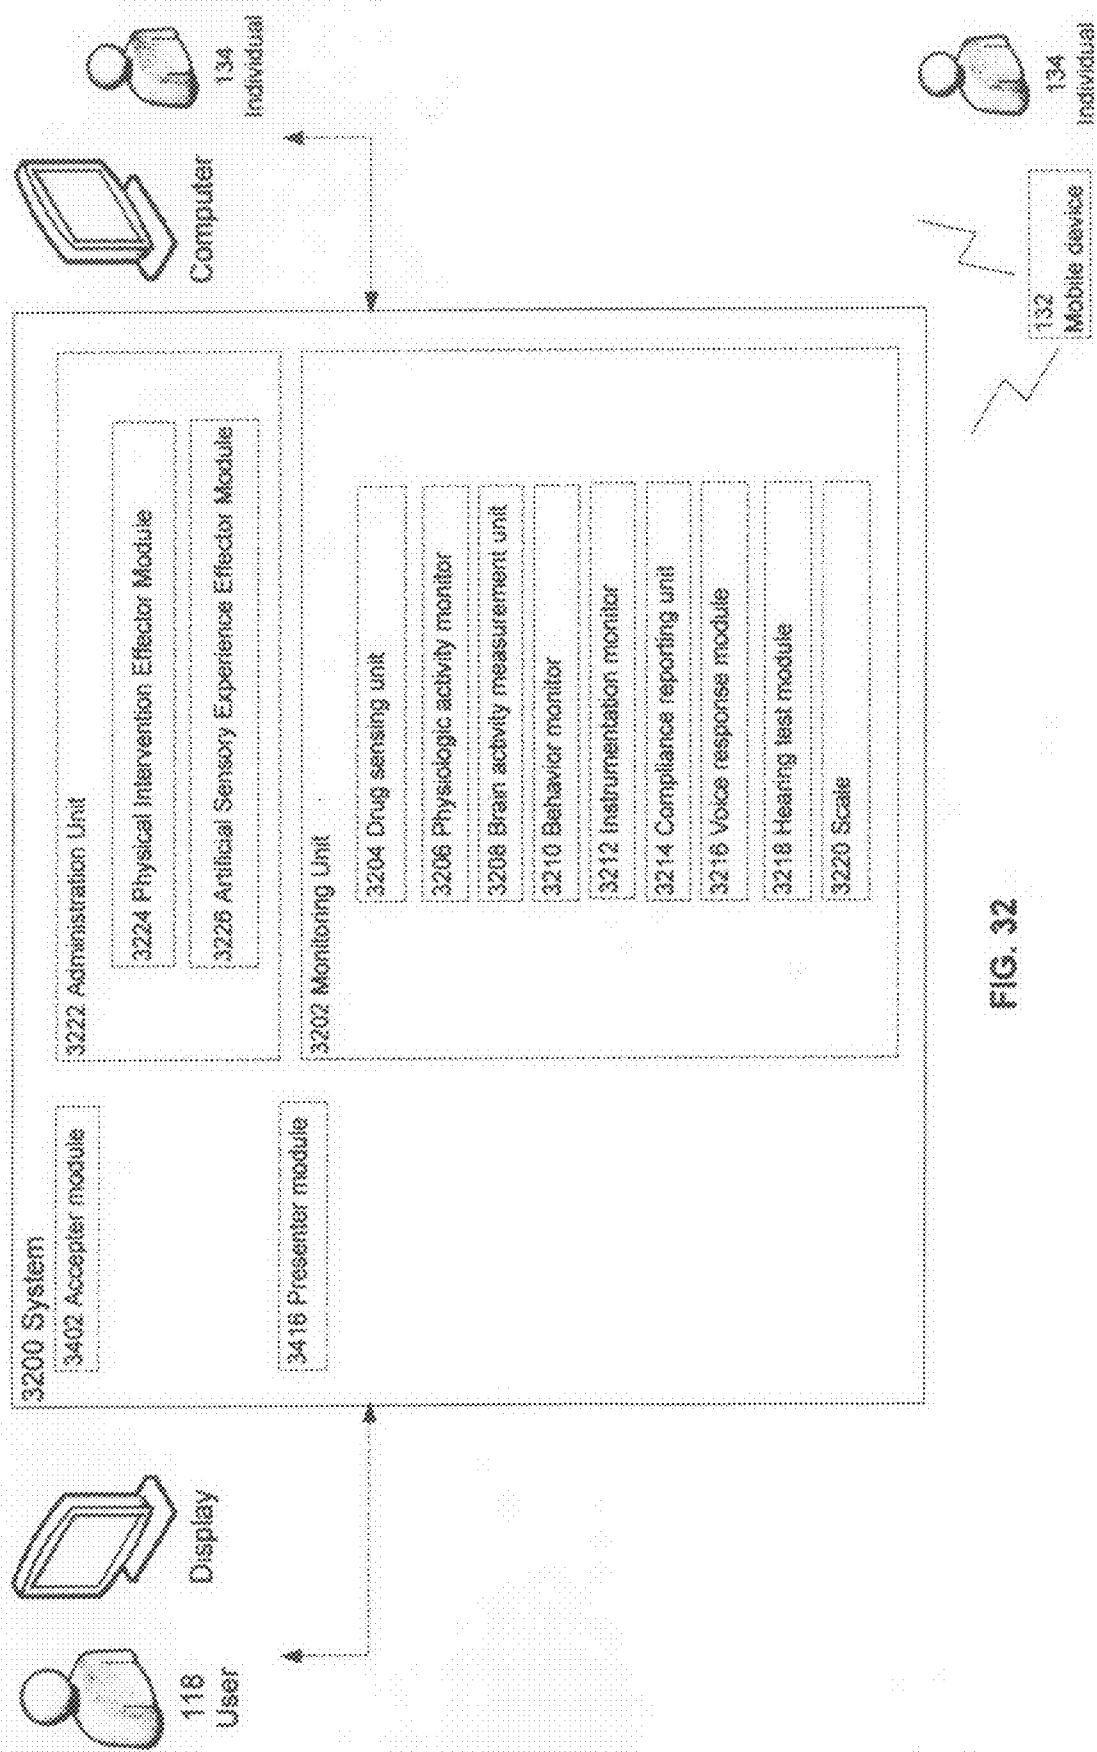 118
User
Display
3200 System
3402 Accepter module
3416 Presenter module
3222 Administration Unit
3224 Physical Intervention Effector Module
3226 Artificial Sensory Experience Effector Module
3202 Monitoring Unit
3204 Drug sensing unit
3206 Physiologic activity monitor
3208 Brain activity measurement unit
3210 Behavior monitor
3212 Instrumentation monitor
3214 Compliance reporting unit
3216 Voice response module
3218 Hearing test module
3220 Scale
Computer
134
Individual
132
Mobile device
134
Individual
FIG. 32